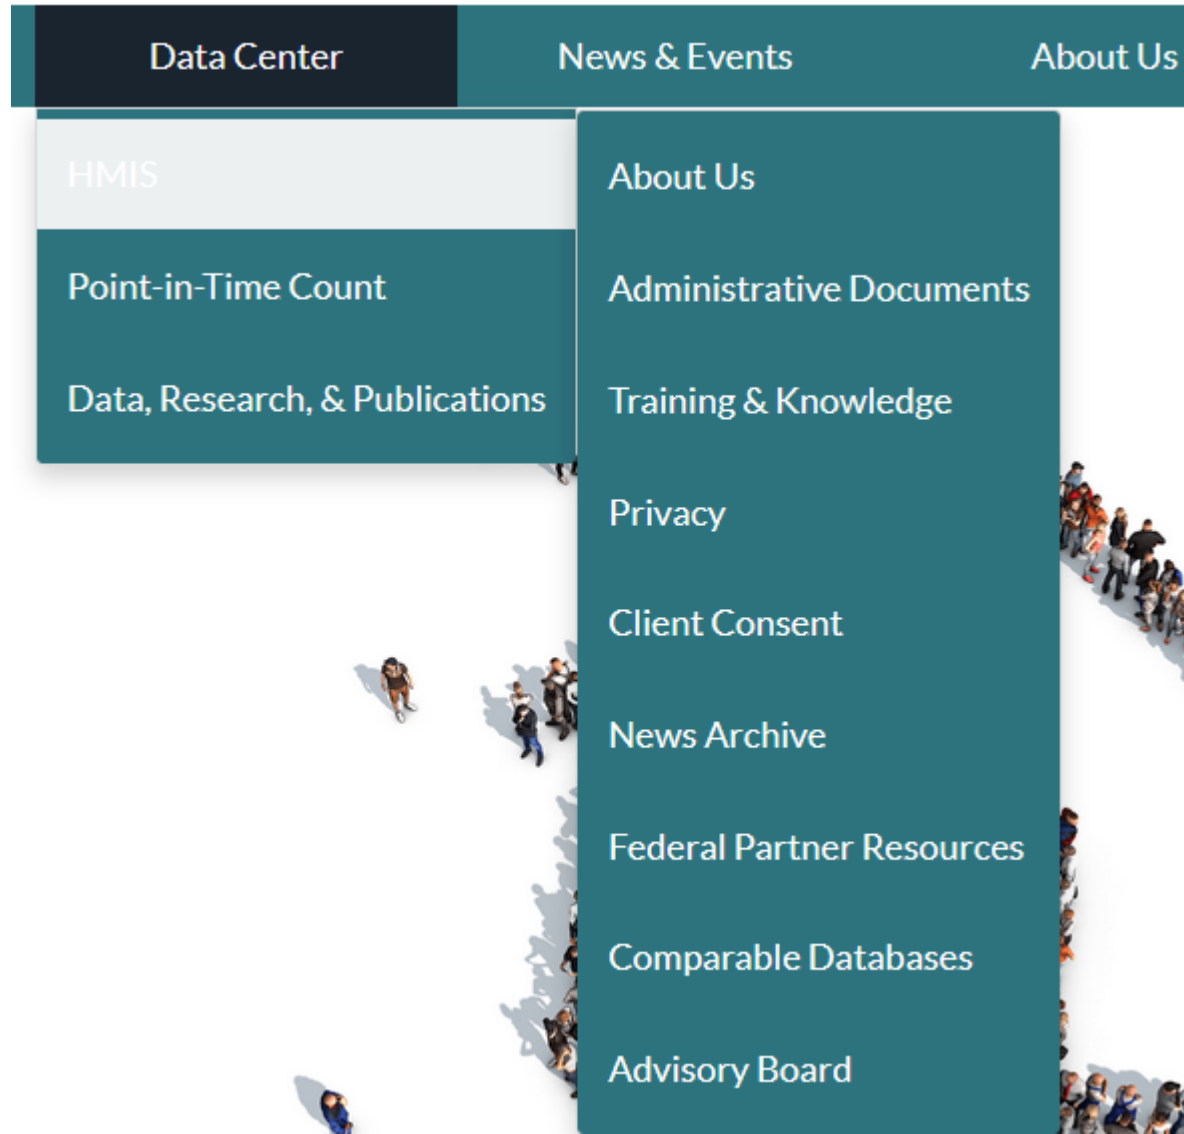 Data Center
News & Events
About Us
HMIS
Point-in-Time Count
Data, Research, & Publications
About Us
Administrative Documents
Training & Knowledge
Privacy
Client Consent
News Archive
Federal Partner Resources
Comparable Databases
Advisory Board